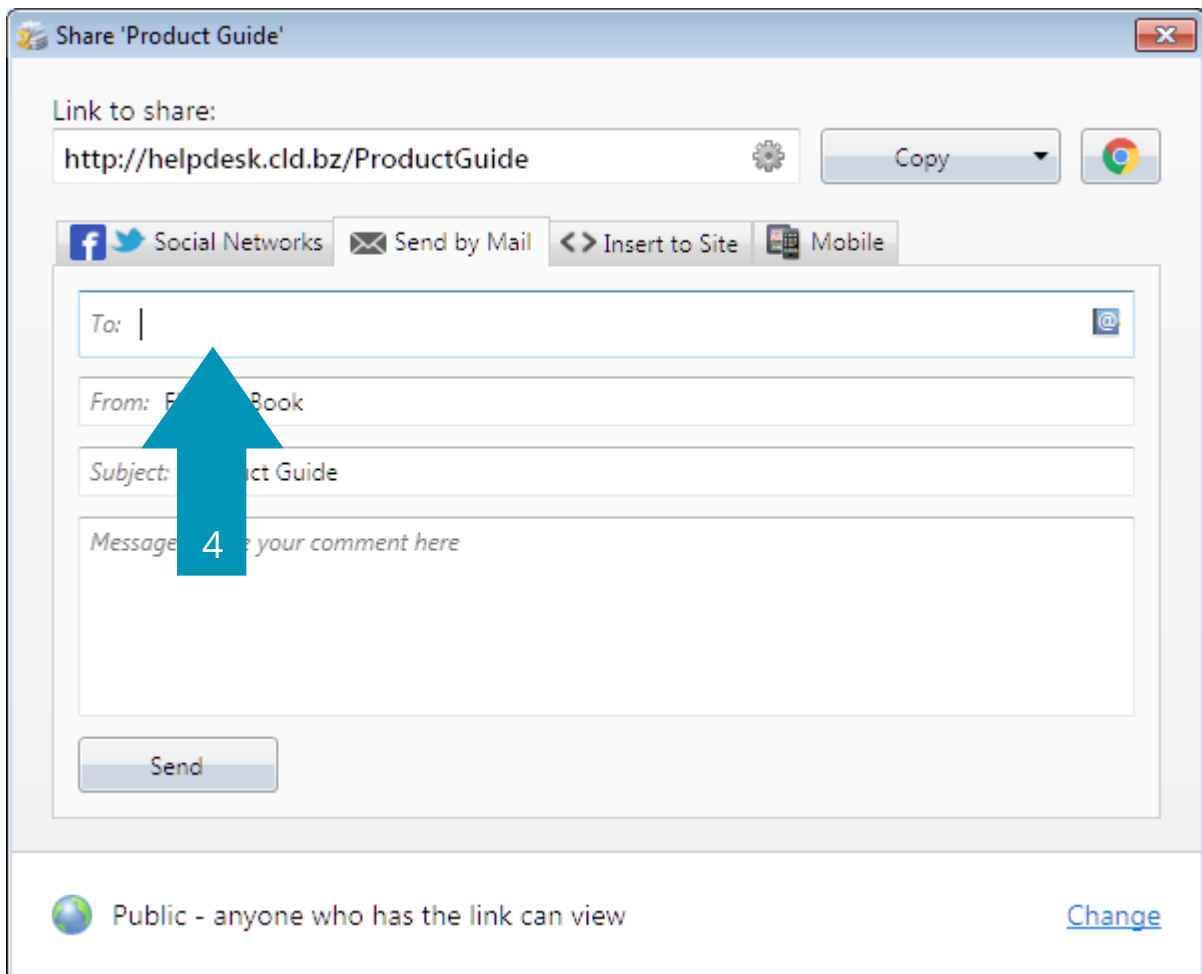 Share 'Product Guide'
Link to share:
http://helpdesk.cld.bz/ProductGuide
Copy
Social Networks
Send by Mail
Insert to Site
Mobile
To:
From: Book
Subject: Guide
your comment here
4
Send
Public - anyone who has the link can view
Change